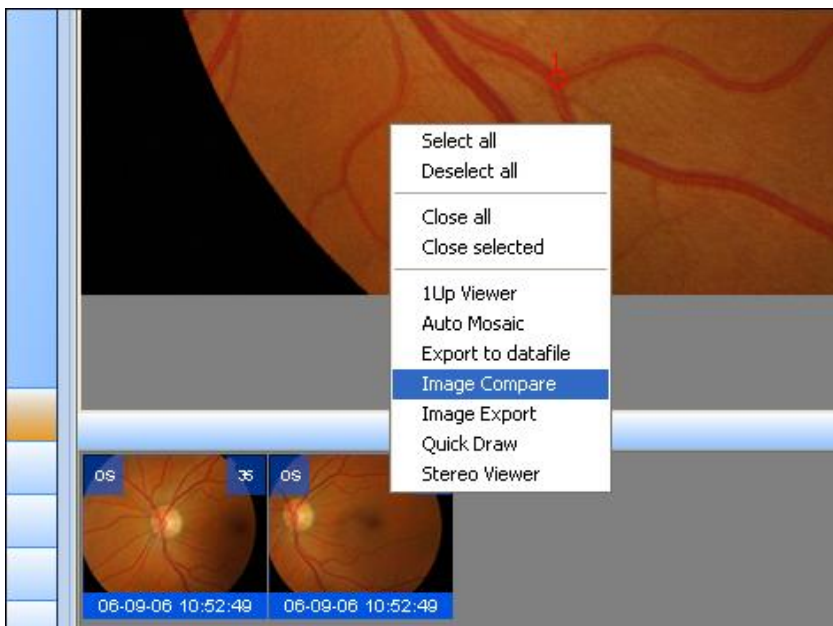 Select all
Deselect all
Close all
Close selected
1Up Viewer
Auto Mosaic
Export to datafile
Image Compare
Image Export
Quick Draw
Stereo Viewer
OS 35 OS
06-09-06 10:52:49 06-09-06 10:52:49